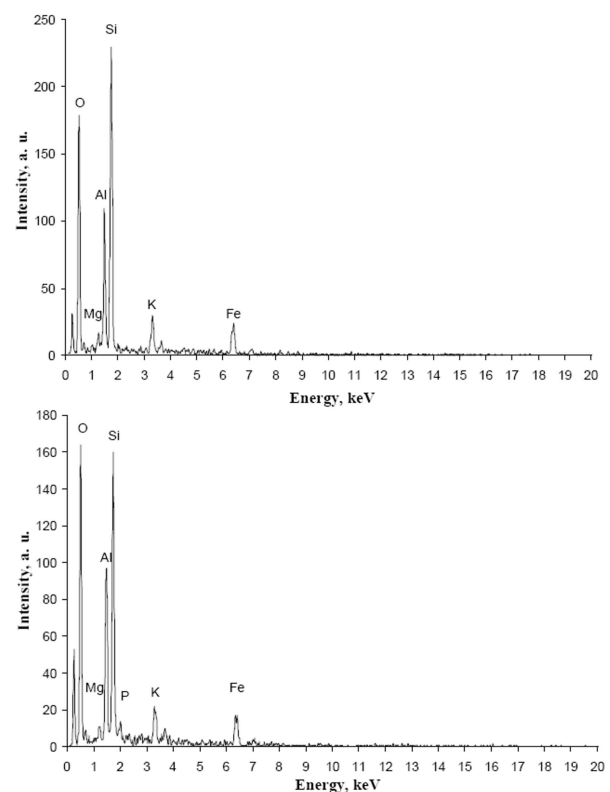 250
Si
200
O
150
Al
100
50
Mg
K
Fe
0
0 1 2 3 4 5 6 7 8 9 10 11 12 13 14 15 16 17 18 19 20
Intensity, a. u.
Energy, keV
180
O
Si
160
140
120
100
Al
80
60
40
Mg
P
K
Fe
20
0
0 1 2 3 4 5 6 7 8 9 10 11 12 13 14 15 16 17 18 19 20
Intensity, a. u.
Energy, keV